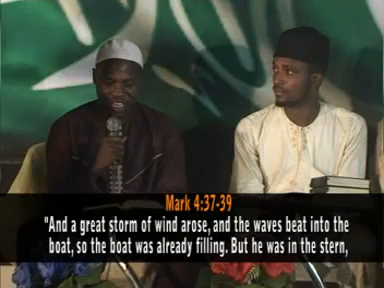 Mark 4:37-39
"And a great storm of wind arose, and the waves beat into the
boat, so the boat was already filling. But he was in the stern,